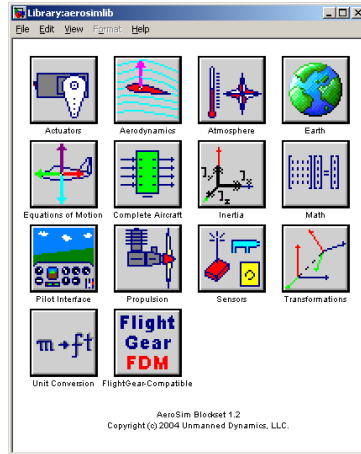 Library:aerosimlib
File Edit View Format Help
Actuators Aerodynamics Atmosphere Earth
Equations of Motion Complete Aircraft Inertia Math
Pilot Interface Propulsion Sensors Transformations
m→ft Flight
Gear
FDM
Unit Conversion FlightGear-Compatible
AeroSim Blockset 1.2
Copyright (c) 2004 Unmanned Dynamics, LLC.